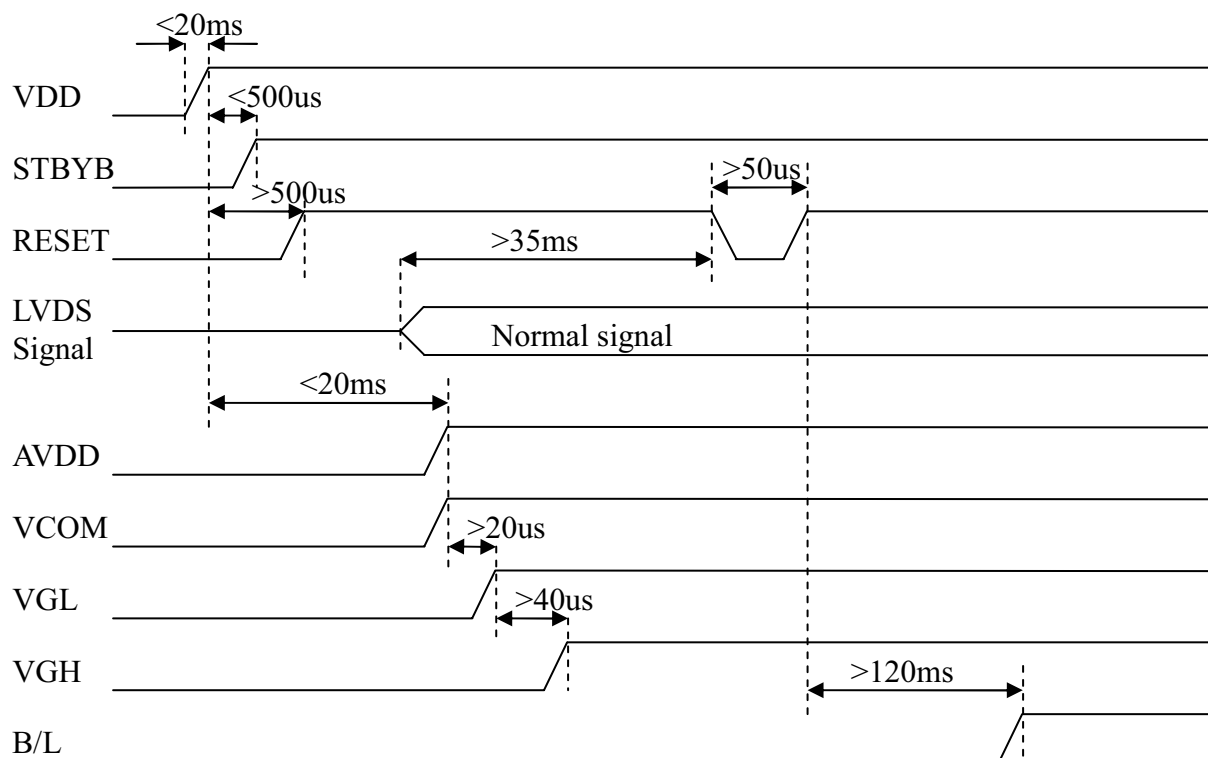 <20ms
VDD
<500us
STBYB
>50us
>500us
RESET
>35ms
LVDS
Signal
Normal signal
<20ms
AVDD
VCOM
>20us
VGL
>40us
VGH
>120ms
B/L